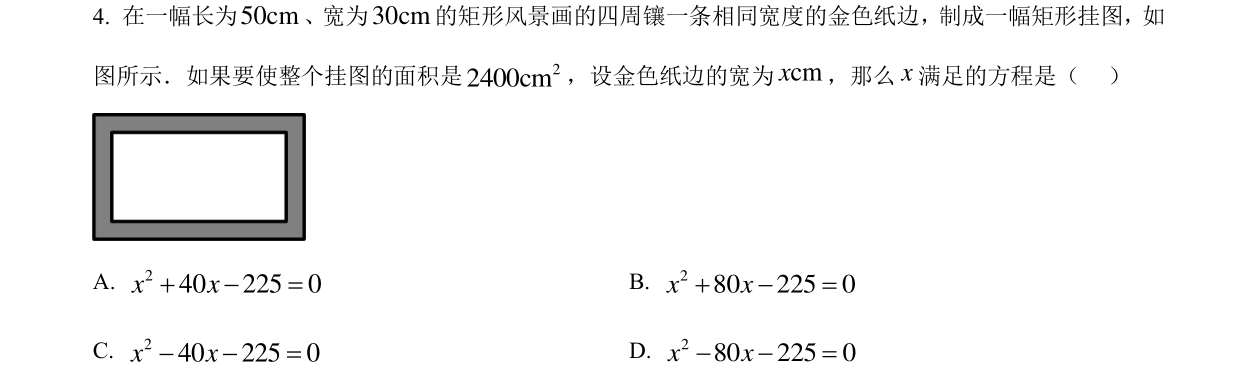 4. 在一幅长为50cm、宽为30cm的矩形风景画的四周镶一条相同宽度的金色纸边，制成一幅矩形挂图，如
图所示．如果要使整个挂图的面积是2400cm²，设金色纸边的宽为xcm，那么x满足的方程是（　）
A. x²+40x−225=0　B. x²+80x−225=0
C. x²−40x−225=0　D. x²−80x−225=0